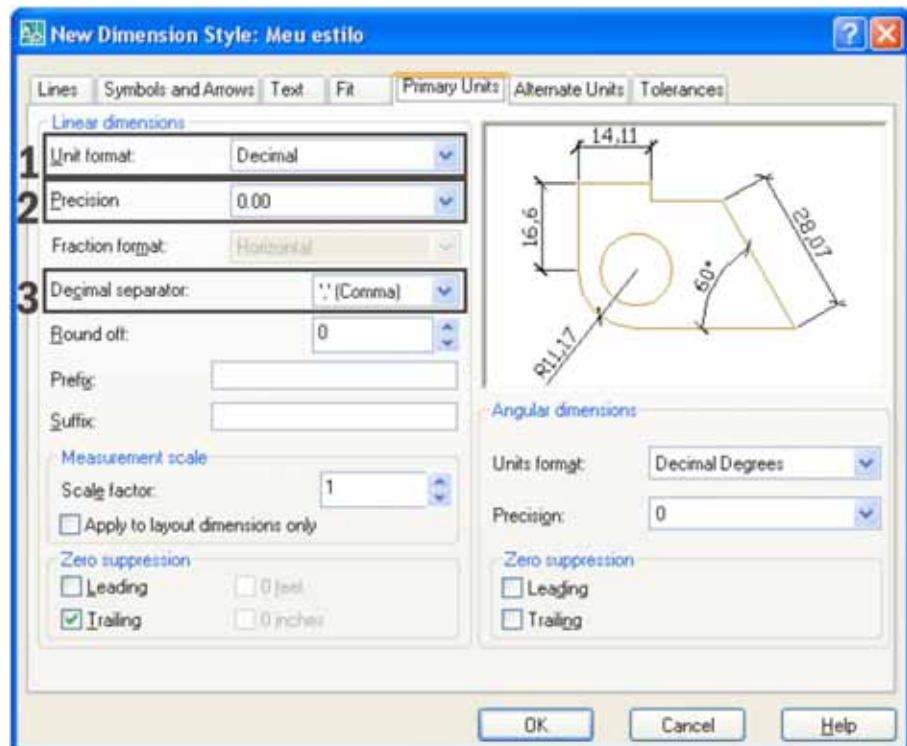 New Dimension Style: Meu estilo
Lines Symbols and Arrows Text Fit Primary Units Alternate Units Tolerances
Linear dimensions
1 Unit format: Decimal
2 Precision 0.00
Fraction format: Horizontal
3 Decimal separator: ',' (Comma)
Round off: 0
Prefix:
Suffix:
Measurement scale
Scale factor: 1
Apply to layout dimensions only
Zero suppression
Leading 0 feet
Trailing 0 inches
14,11
16,6
28,07
60°
R11,17
Angular dimensions
Units format: Decimal Degrees
Precision: 0
Zero suppression
Leading
Trailing
OK Cancel Help